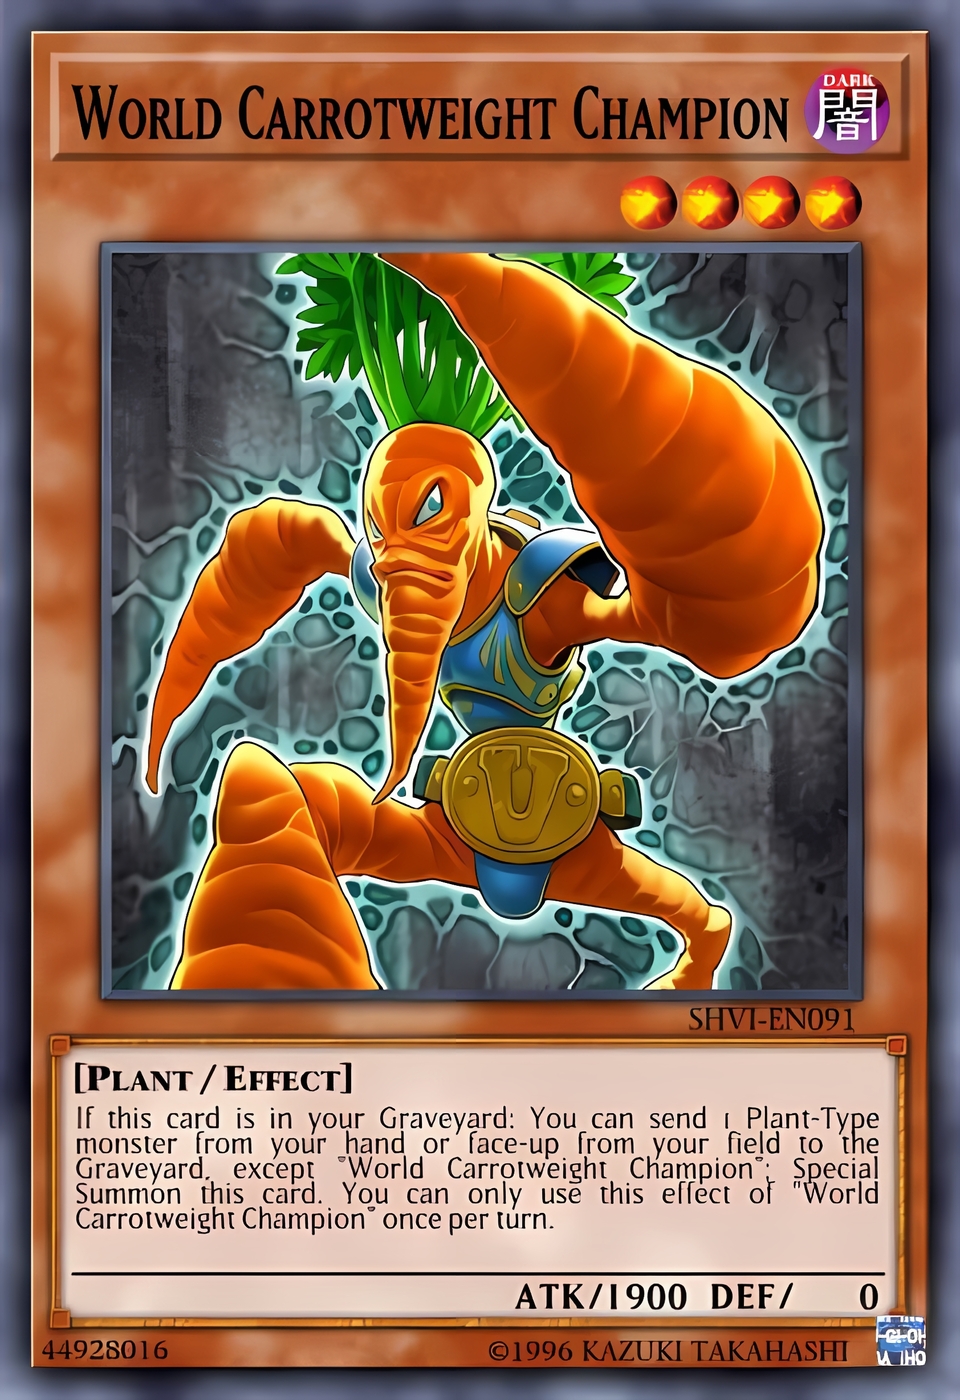 WORLD CARROTWEIGHT CHAMPION
DARK
闇
U
SHVI-EN091
[PLANT / EFFECT]
If this card is in your Graveyard: You can send 1 Plant-Type
monster from your hand or face-up from your field to the
Graveyard, except "World Carrotweight Champion"; Special
Summon this card. You can only use this effect of "World
Carrotweight Champion" once per turn.
ATK/1900 DEF/ 0
44928016
©1996 KAZUKI TAKAHASHI